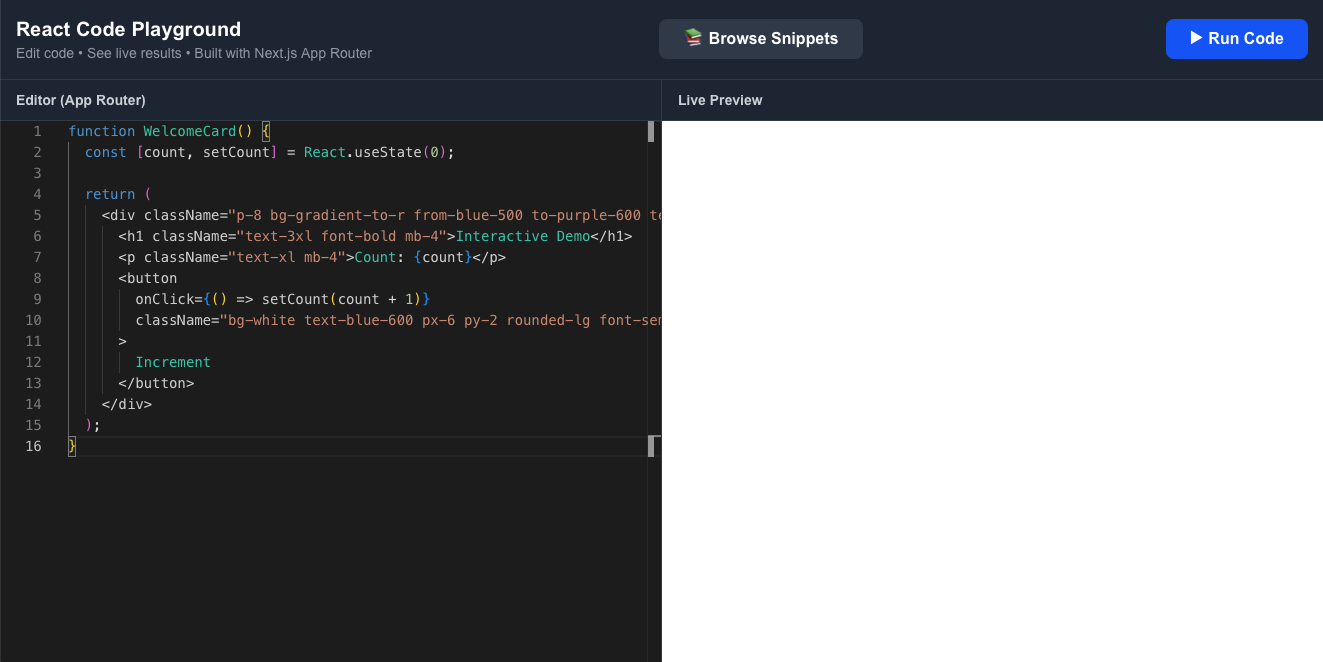 React Code Playground
Edit code • See live results • Built with Next.js App Router
📚 Browse Snippets
▶ Run Code
Editor (App Router)
Live Preview
1 function WelcomeCard() {
2   const [count, setCount] = React.useState(0);
3
4   return (
5     <div className="p-8 bg-gradient-to-r from-blue-500 to-purple-600 te
6       <h1 className="text-3xl font-bold mb-4">Interactive Demo</h1>
7       <p className="text-xl mb-4">Count: {count}</p>
8       <button
9         onClick={() => setCount(count + 1)}
10         className="bg-white text-blue-600 px-6 py-2 rounded-lg font-sem
11       >
12         Increment
13       </button>
14     </div>
15   );
16 }